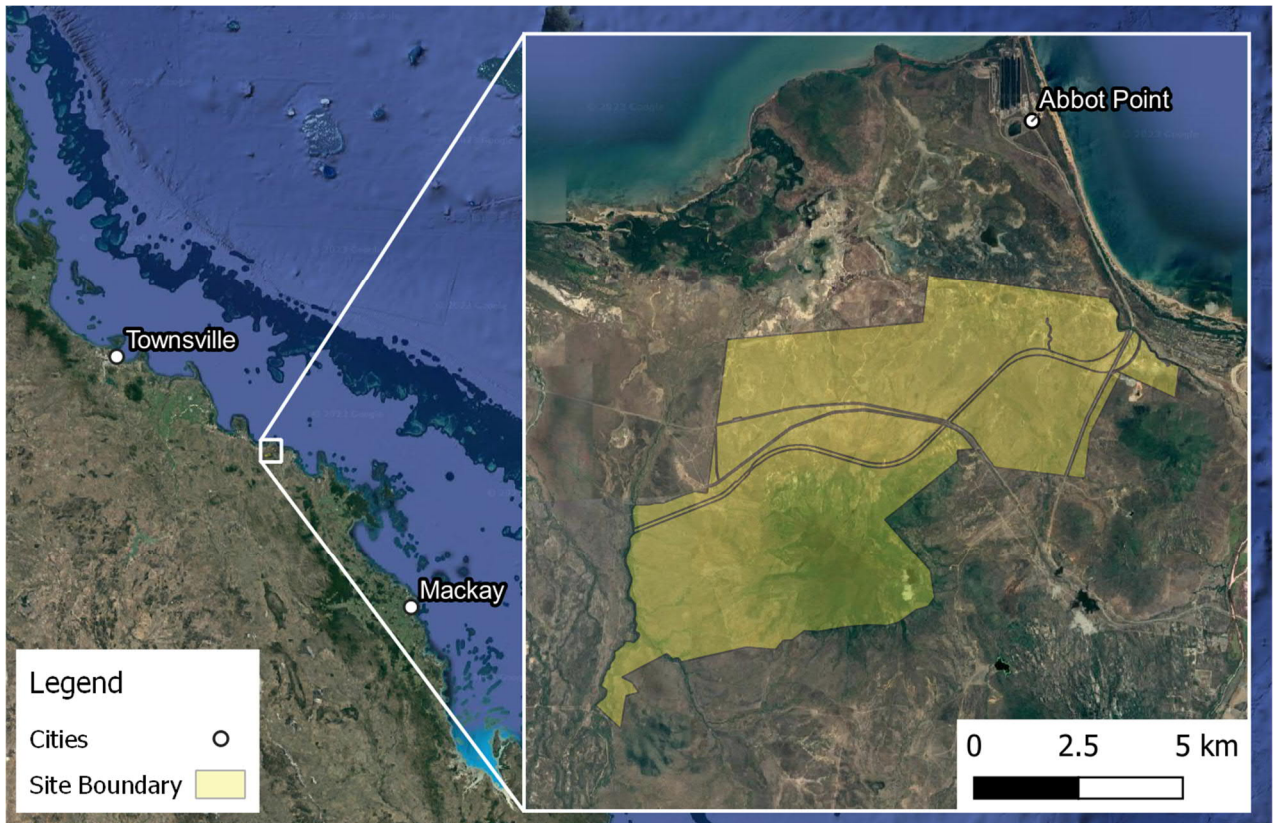 Abbot Point
Townsville
Mackay
Legend
Cities
Site Boundary
0 2.5 5 km